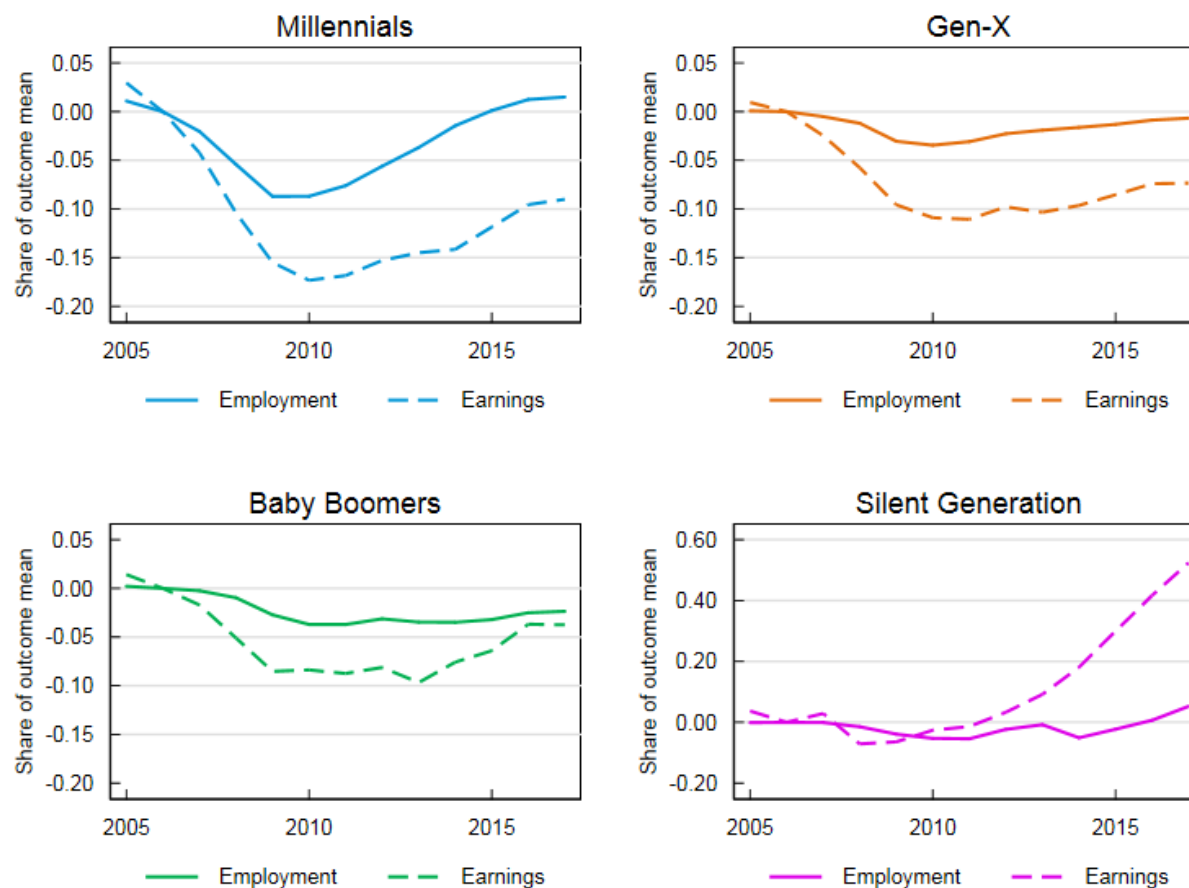 Millennials
Share of outcome mean
0.05
0.00
-0.05
-0.10
-0.15
-0.20
2005 2010 2015
Employment Earnings
Gen-X
Share of outcome mean
0.05
0.00
-0.05
-0.10
-0.15
-0.20
2005 2010 2015
Employment Earnings
Baby Boomers
Share of outcome mean
0.05
0.00
-0.05
-0.10
-0.15
-0.20
2005 2010 2015
Employment Earnings
Silent Generation
Share of outcome mean
0.60
0.40
0.20
0.00
-0.20
2005 2010 2015
Employment Earnings